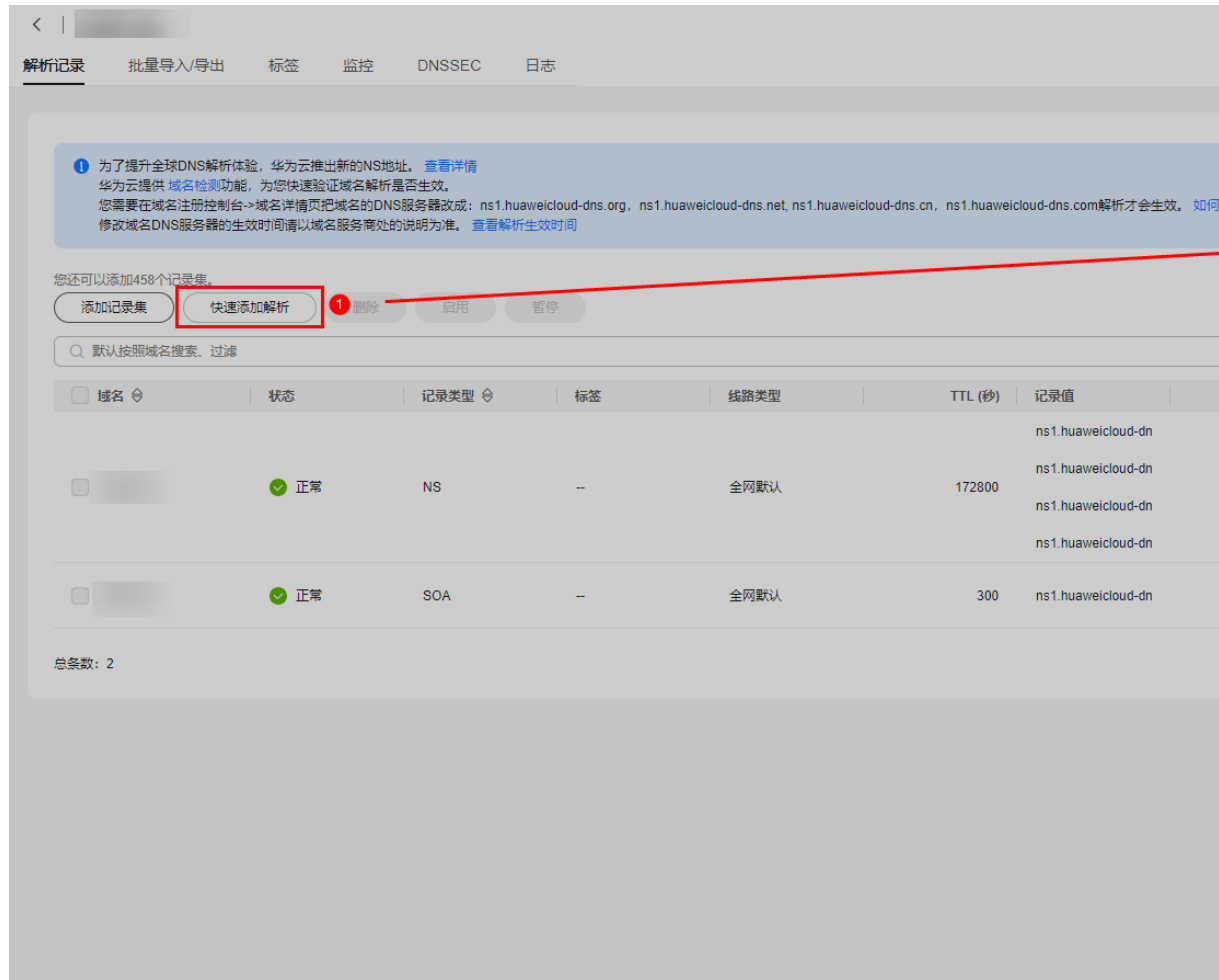 解析记录 批量导入/导出 标签 监控 DNSSEC 日志
为了提升全球DNS解析体验，华为云推出新的NS地址。 查看详情
华为云提供 域名检测功能，为您快速验证域名解析是否生效。
您需要在域名注册控制台->域名详情页把域名的DNS服务器改成：ns1.huaweicloud-dns.org，ns1.huaweicloud-dns.net, ns1.huaweicloud-dns.cn，ns1.huaweicloud-dns.com解析才会生效。 如何
修改域名DNS服务器的生效时间请以域名服务商处的说明为准。 查看解析生效时间
您还可以添加458个记录集。
添加记录集 快速添加解析 1 删除 启用 暂停
默认按照域名搜索、过滤
域名 状态 记录类型 标签 线路类型 TTL (秒) 记录值
ns1.huaweicloud-dn
ns1.huaweicloud-dn
正常 NS -- 全网默认 172800
ns1.huaweicloud-dn
ns1.huaweicloud-dn
正常 SOA -- 全网默认 300 ns1.huaweicloud-dn
总条数：2